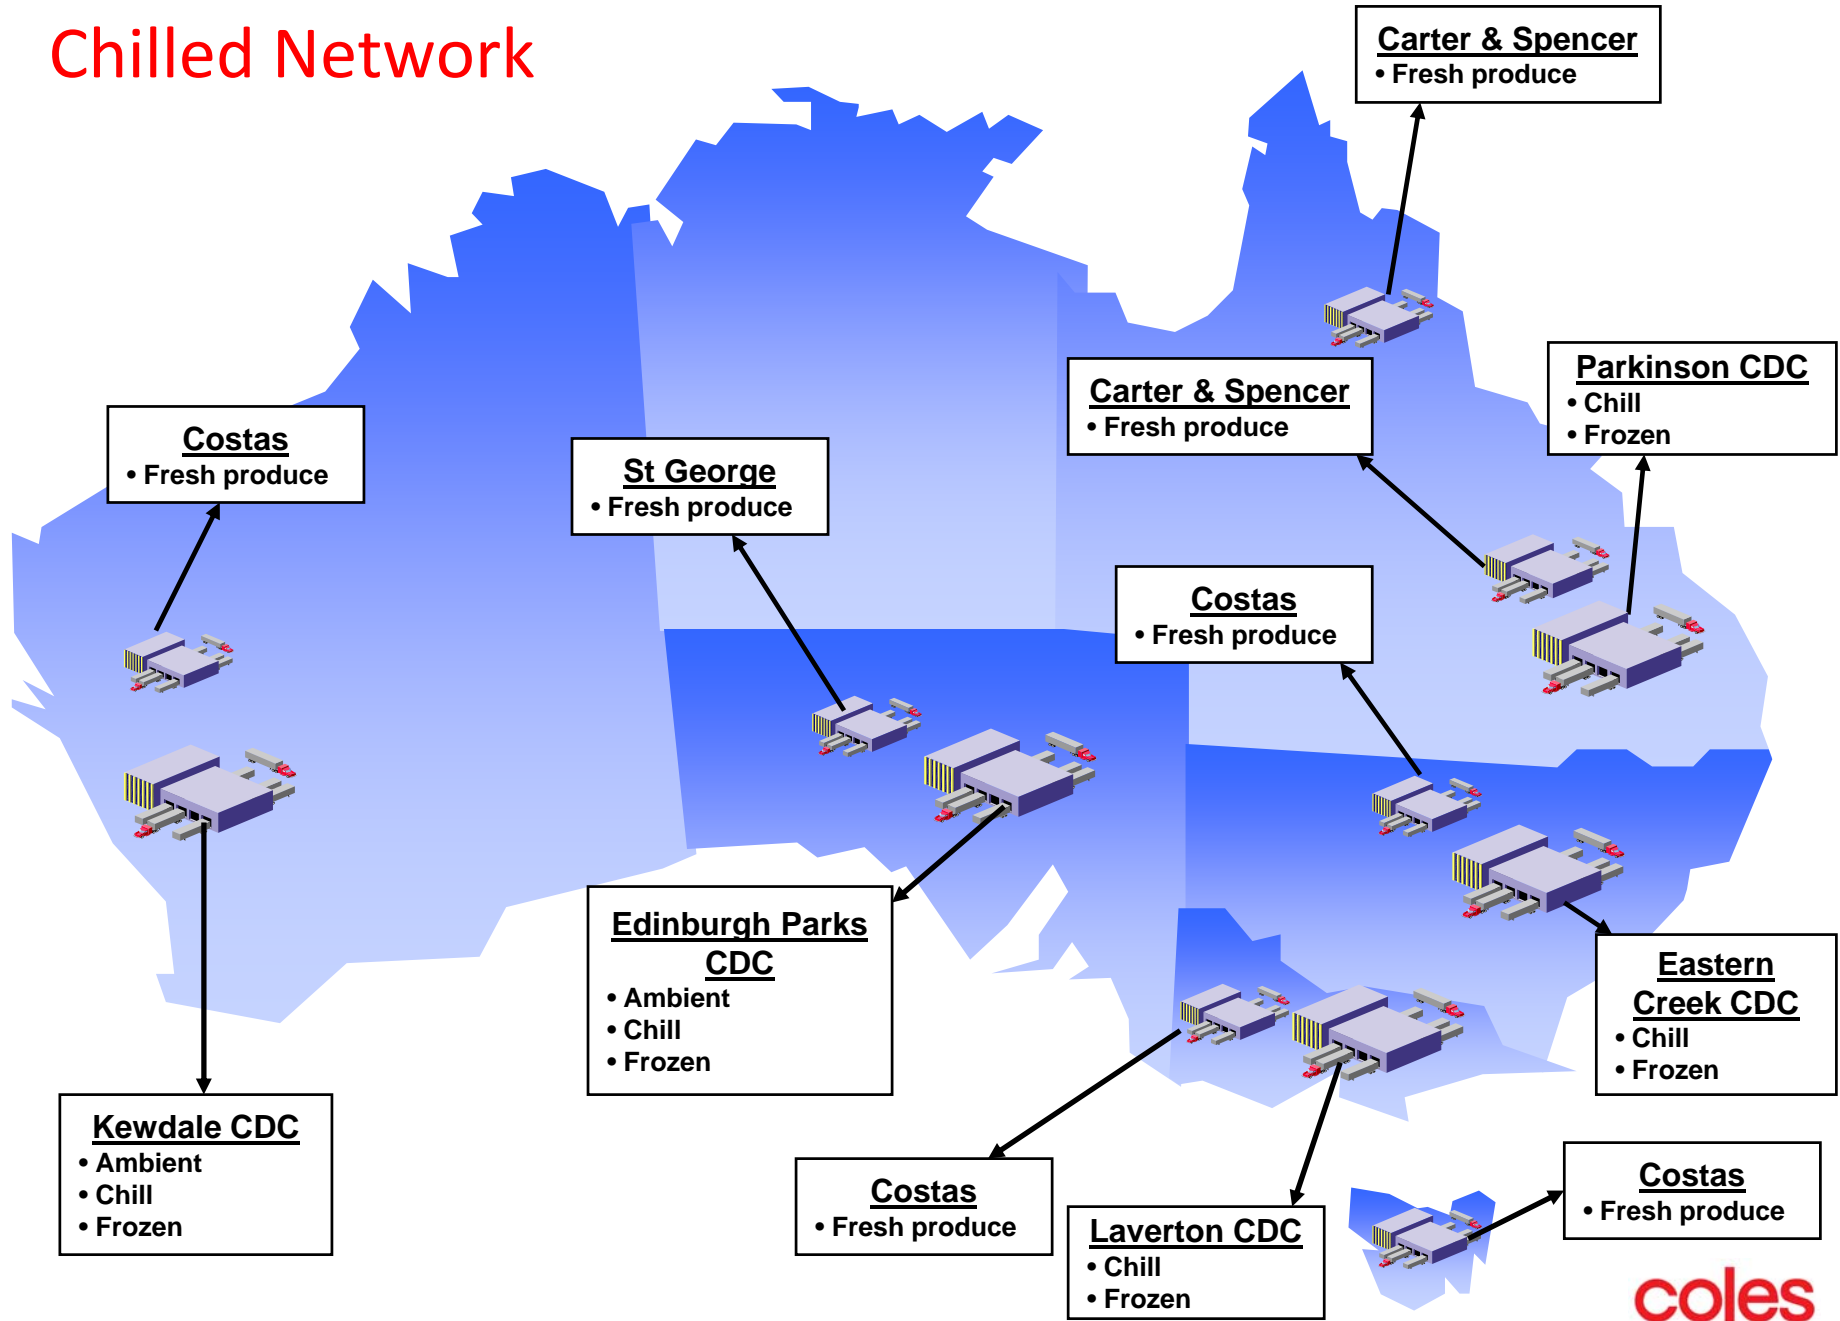 Chilled Network
Carter & Spencer
• Fresh produce
Parkinson CDC
• Chill
• Frozen
Carter & Spencer
• Fresh produce
Costas
• Fresh produce
St George
• Fresh produce
Costas
• Fresh produce
Edinburgh Parks
CDC
• Ambient
• Chill
• Frozen
Eastern
Creek CDC
• Chill
• Frozen
Kewdale CDC
• Ambient
• Chill
• Frozen
Costas
• Fresh produce
Laverton CDC
• Chill
• Frozen
Costas
• Fresh produce
coles